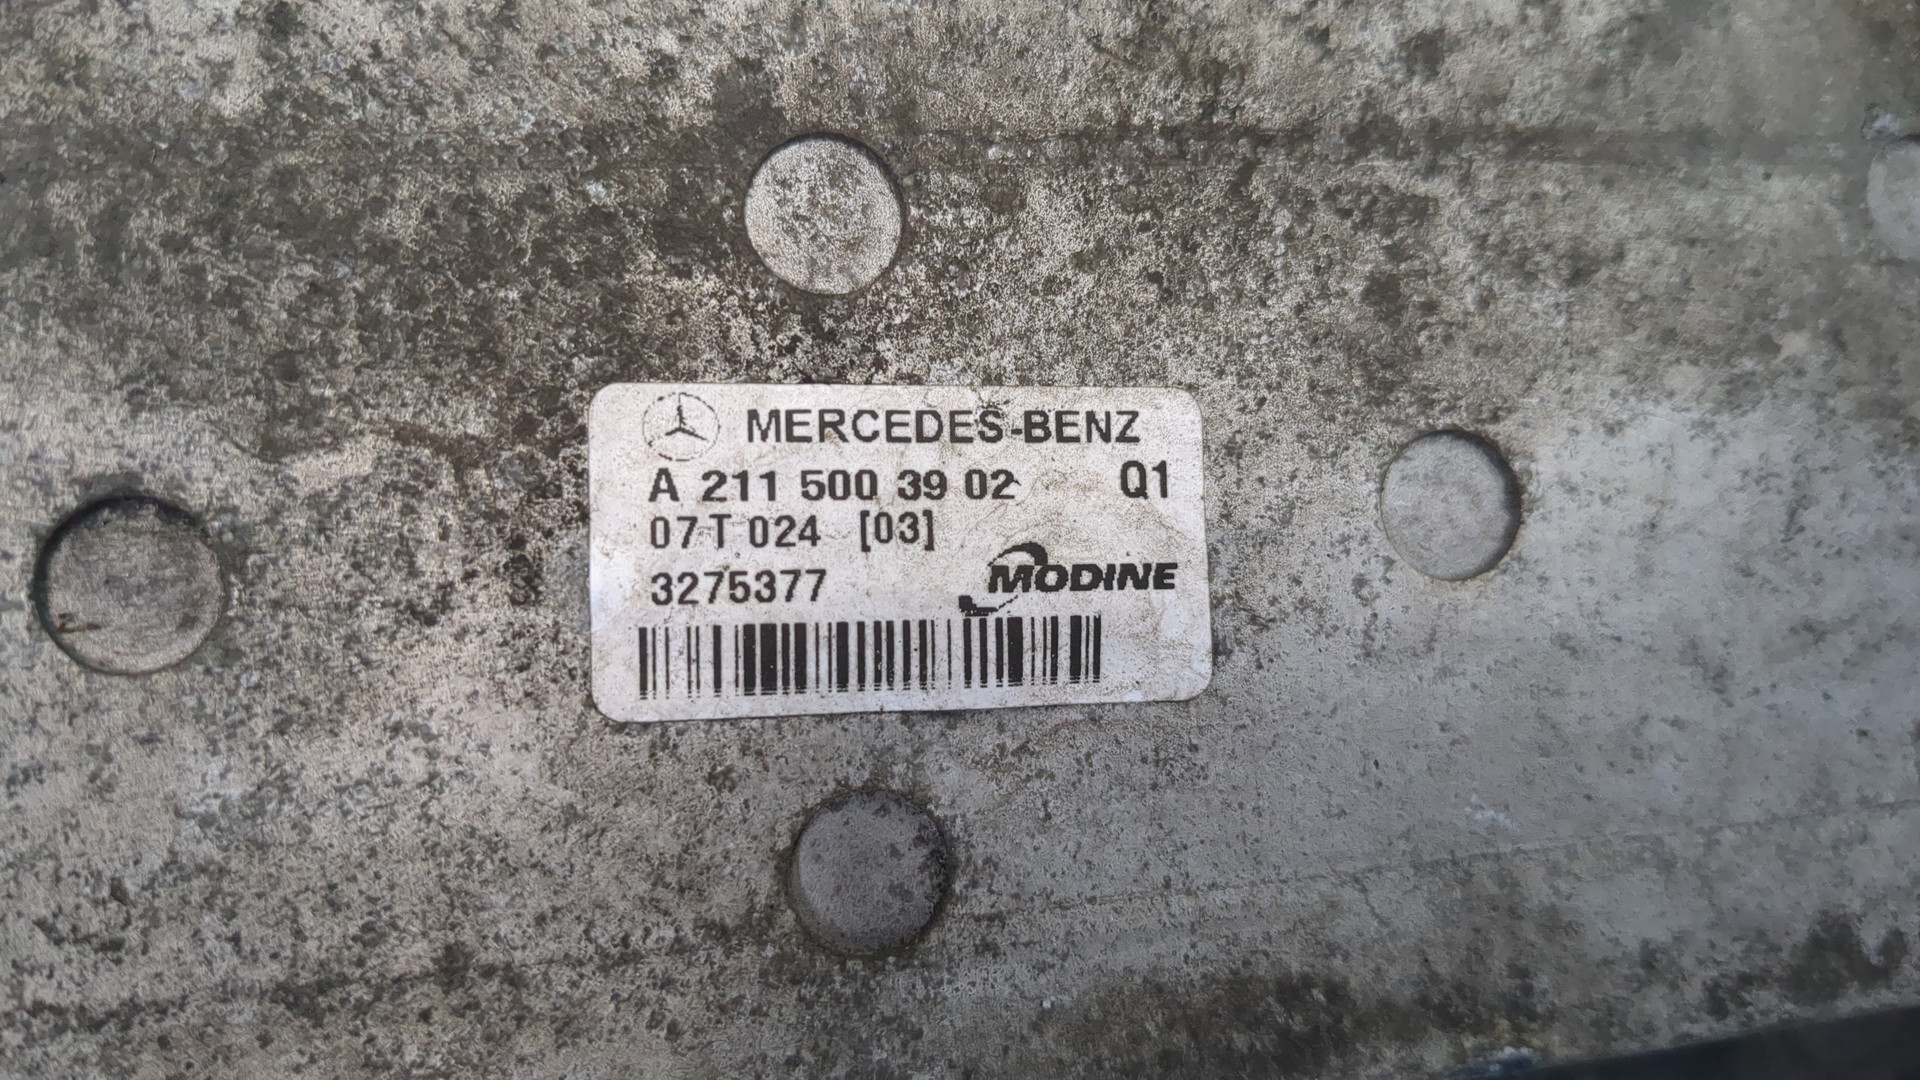 MERCEDES-BENZ
A 211 500 39 02 Q1
07 T 024 [03]
3275377 MODINE